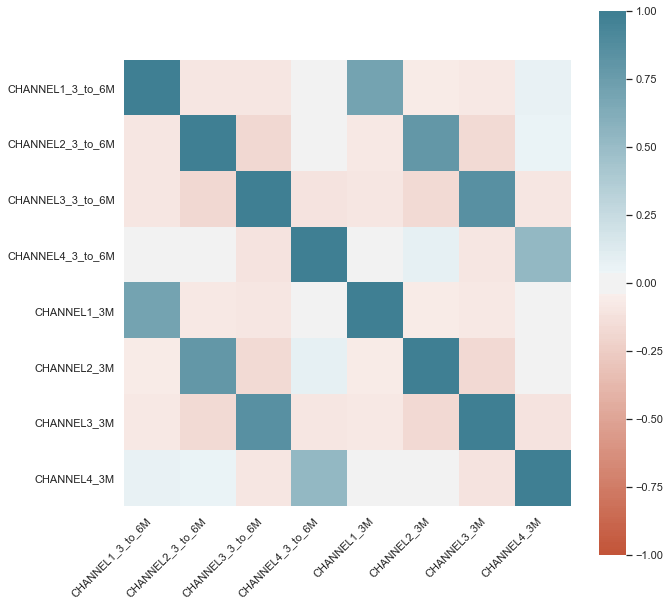 CHANNEL1_3_to_6M
CHANNEL2_3_to_6M
CHANNEL3_3_to_6M
CHANNEL4_3_to_6M
CHANNEL1_3M
CHANNEL2_3M
CHANNEL3_3M
CHANNEL4_3M
CHANNEL1_3_to_6M
CHANNEL2_3_to_6M
CHANNEL3_3_to_6M
CHANNEL4_3_to_6M
CHANNEL1_3M
CHANNEL2_3M
CHANNEL3_3M
CHANNEL4_3M
1.00
0.75
0.50
0.25
0.00
−0.25
−0.50
−0.75
−1.00